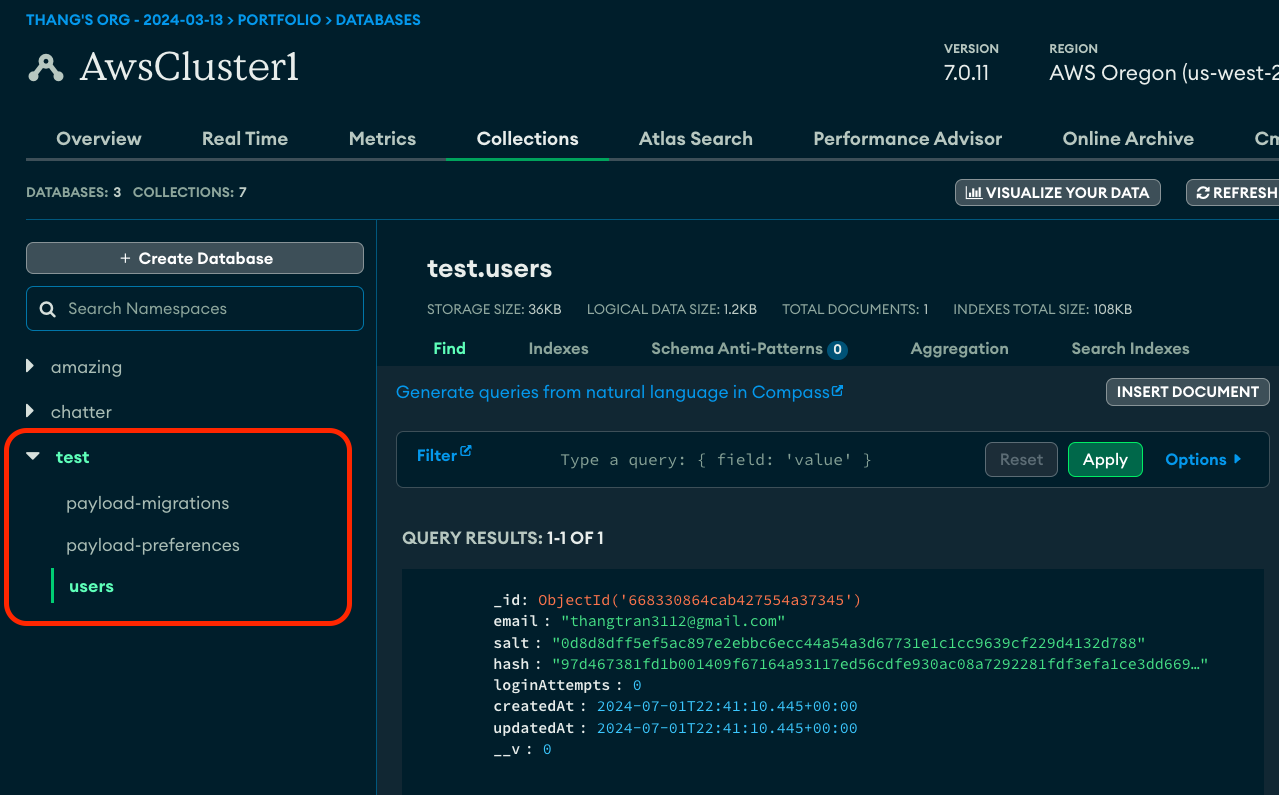 THANG'S ORG - 2024-03-13 > PORTFOLIO > DATABASES
AwsCluster1
VERSION
7.0.11
REGION
AWS Oregon (us-west-2
Overview Real Time Metrics Collections Atlas Search Performance Advisor Online Archive Cm
DATABASES: 3 COLLECTIONS: 7
VISUALIZE YOUR DATA
REFRESH
+ Create Database
Search Namespaces
amazing
chatter
test
payload-migrations
payload-preferences
users
test.users
STORAGE SIZE: 36KB LOGICAL DATA SIZE: 1.2KB TOTAL DOCUMENTS: 1 INDEXES TOTAL SIZE: 108KB
Find Indexes Schema Anti-Patterns 0 Aggregation Search Indexes
Generate queries from natural language in Compass
INSERT DOCUMENT
Filter Type a query: { field: 'value' } Reset Apply Options
QUERY RESULTS: 1-1 OF 1
_id: ObjectId('668330864cab427554a37345')
email : "thangtran3112@gmail.com"
salt : "0d8d8dff5ef5ac897e2ebbc6ecc44a54a3d67731e1c1cc9639cf229d4132d788"
hash : "97d467381fd1b001409f67164a93117ed56cdfe930ac08a7292281fdf3efa1ce3dd669…"
loginAttempts : 0
createdAt : 2024-07-01T22:41:10.445+00:00
updatedAt : 2024-07-01T22:41:10.445+00:00
__v : 0